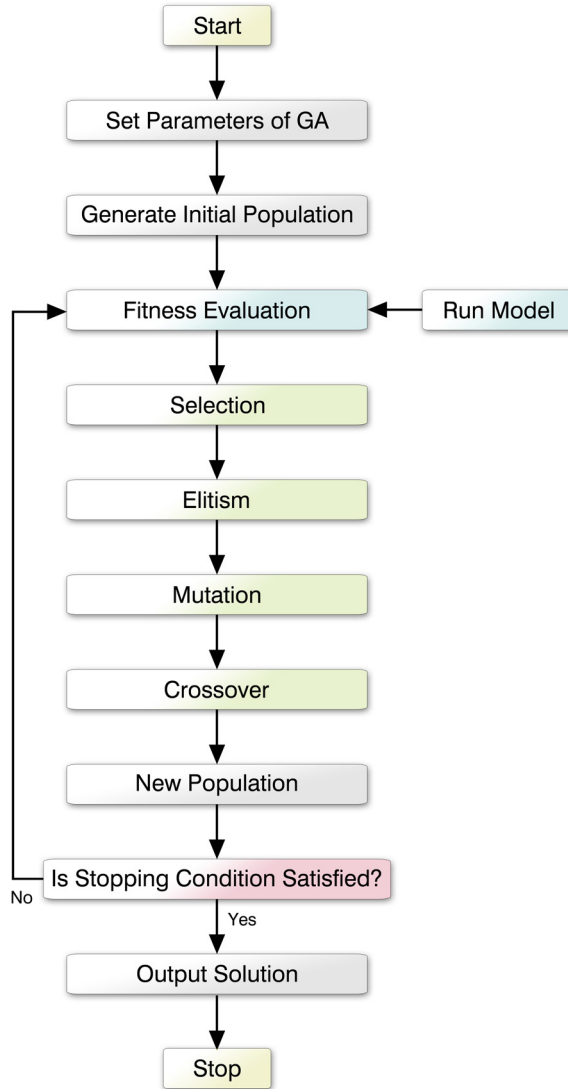 Start
Set Parameters of GA
Generate Initial Population
Fitness Evaluation
Run Model
Selection
Elitism
Mutation
Crossover
New Population
Is Stopping Condition Satisfied?
No
Yes
Output Solution
Stop